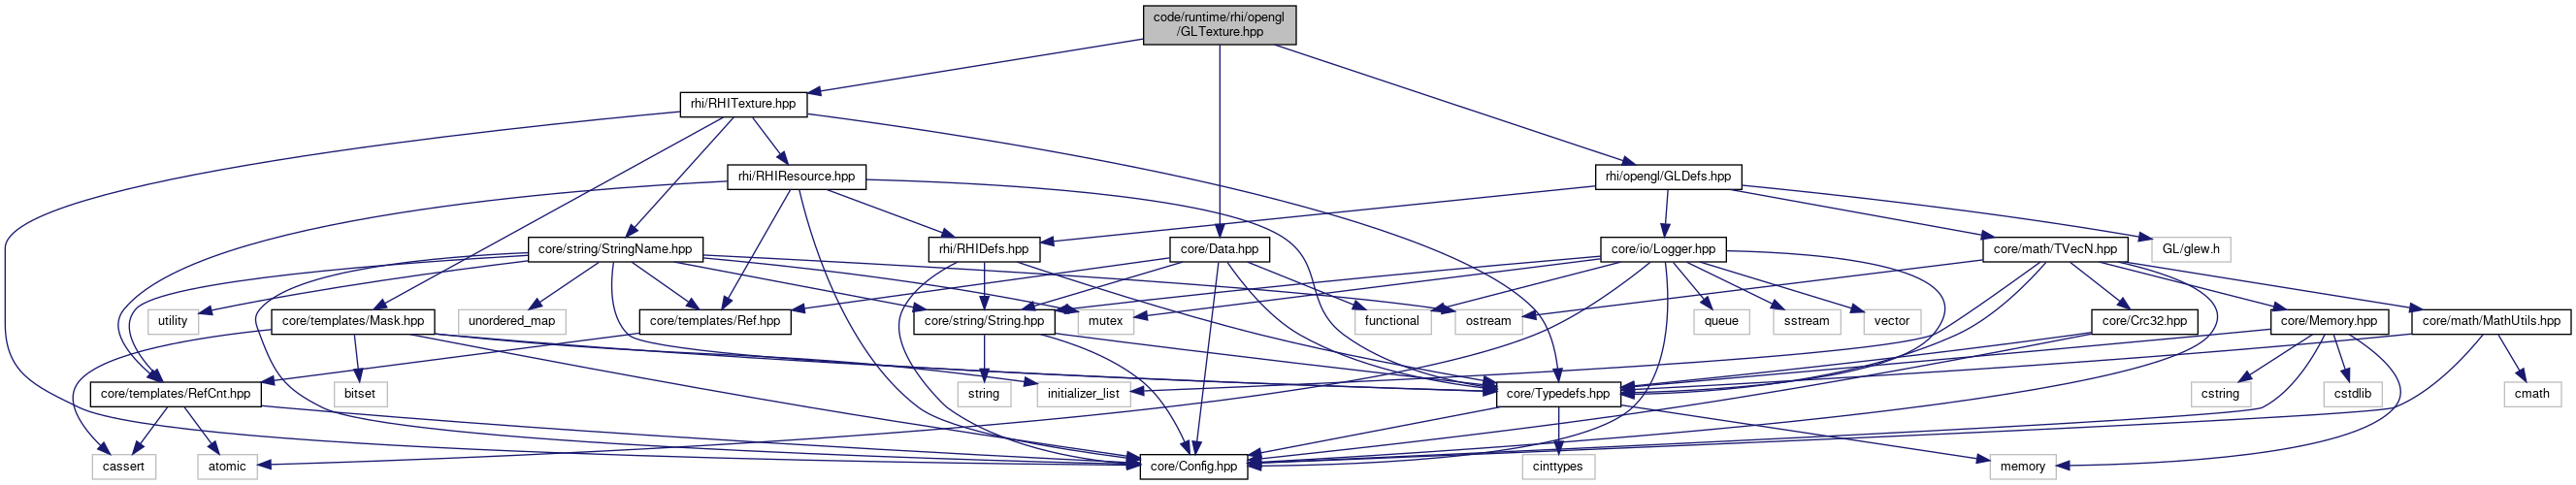 code/runtime/rhi/opengl
/GLTexture.hpp
rhi/RHITexture.hpp
rhi/RHIResource.hpp
rhi/opengl/GLDefs.hpp
core/string/StringName.hpp
rhi/RHIDefs.hpp
core/Data.hpp
core/io/Logger.hpp
core/math/TVecN.hpp
GL/glew.h
utility
core/templates/Mask.hpp
unordered_map
core/templates/Ref.hpp
core/string/String.hpp
mutex
functional
ostream
queue
sstream
vector
core/Crc32.hpp
core/Memory.hpp
core/math/MathUtils.hpp
core/templates/RefCnt.hpp
bitset
string
initializer_list
core/Typedefs.hpp
cstring
cstdlib
cmath
cassert
atomic
core/Config.hpp
cinttypes
memory